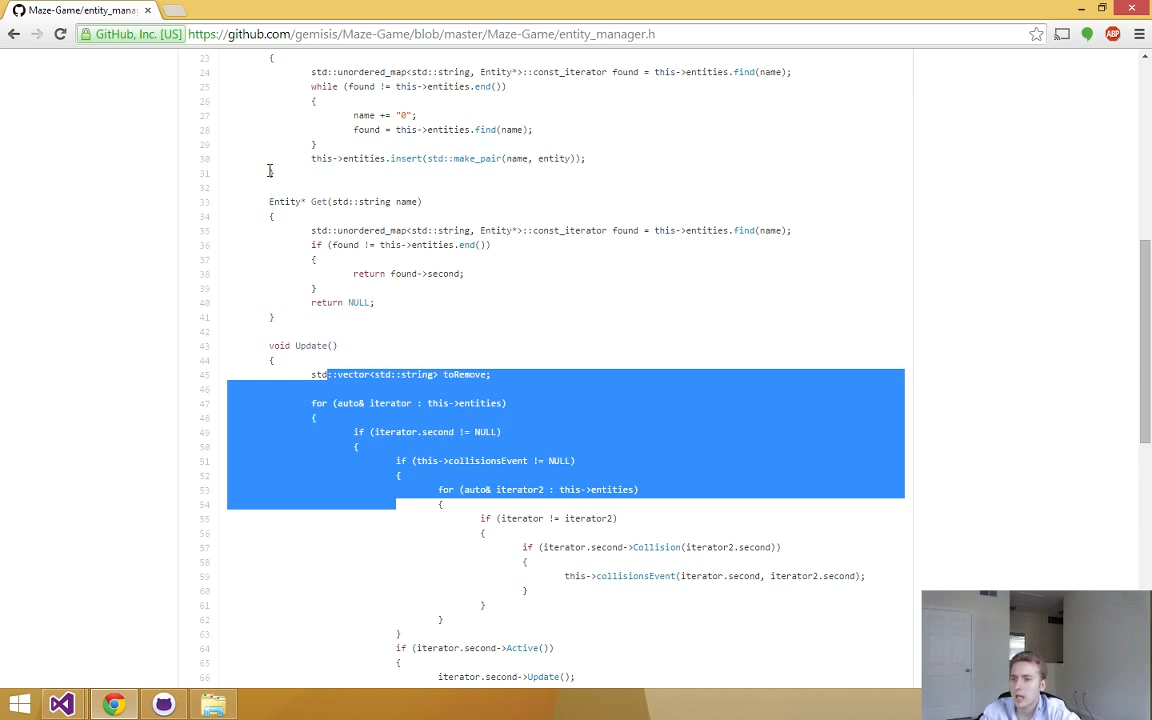 Maze-Game/entity_mana
GitHub, Inc. [US] https://github.com/gemisis/Maze-Game/blob/master/Maze-Game/entity_manager.h
ABP
23 {
24 std::unordered_map<std::string, Entity*>::const_iterator found = this->entities.find(name);
25 while (found != this->entities.end())
26 {
27 name += "0";
28 found = this->entities.find(name);
29 }
30 this->entities.insert(std::make_pair(name, entity));
31 }
32
33 Entity* Get(std::string name)
34 {
35 std::unordered_map<std::string, Entity*>::const_iterator found = this->entities.find(name);
36 if (found != this->entities.end())
37 {
38 return found->second;
39 }
40 return NULL;
41 }
42
43 void Update()
44 {
45 std::vector<std::string> toRemove;
46
47 for (auto& iterator : this->entities)
48 {
49 if (iterator.second != NULL)
50 {
51 if (this->collisionsEvent != NULL)
52 {
53 for (auto& iterator2 : this->entities)
54 {
55 if (iterator != iterator2)
56 {
57 if (iterator.second->Collision(iterator2.second))
58 {
59 this->collisionsEvent(iterator.second, iterator2.second);
60 }
61 }
62 }
63 }
64 if (iterator.second->Active())
65 {
66 iterator.second->Update();